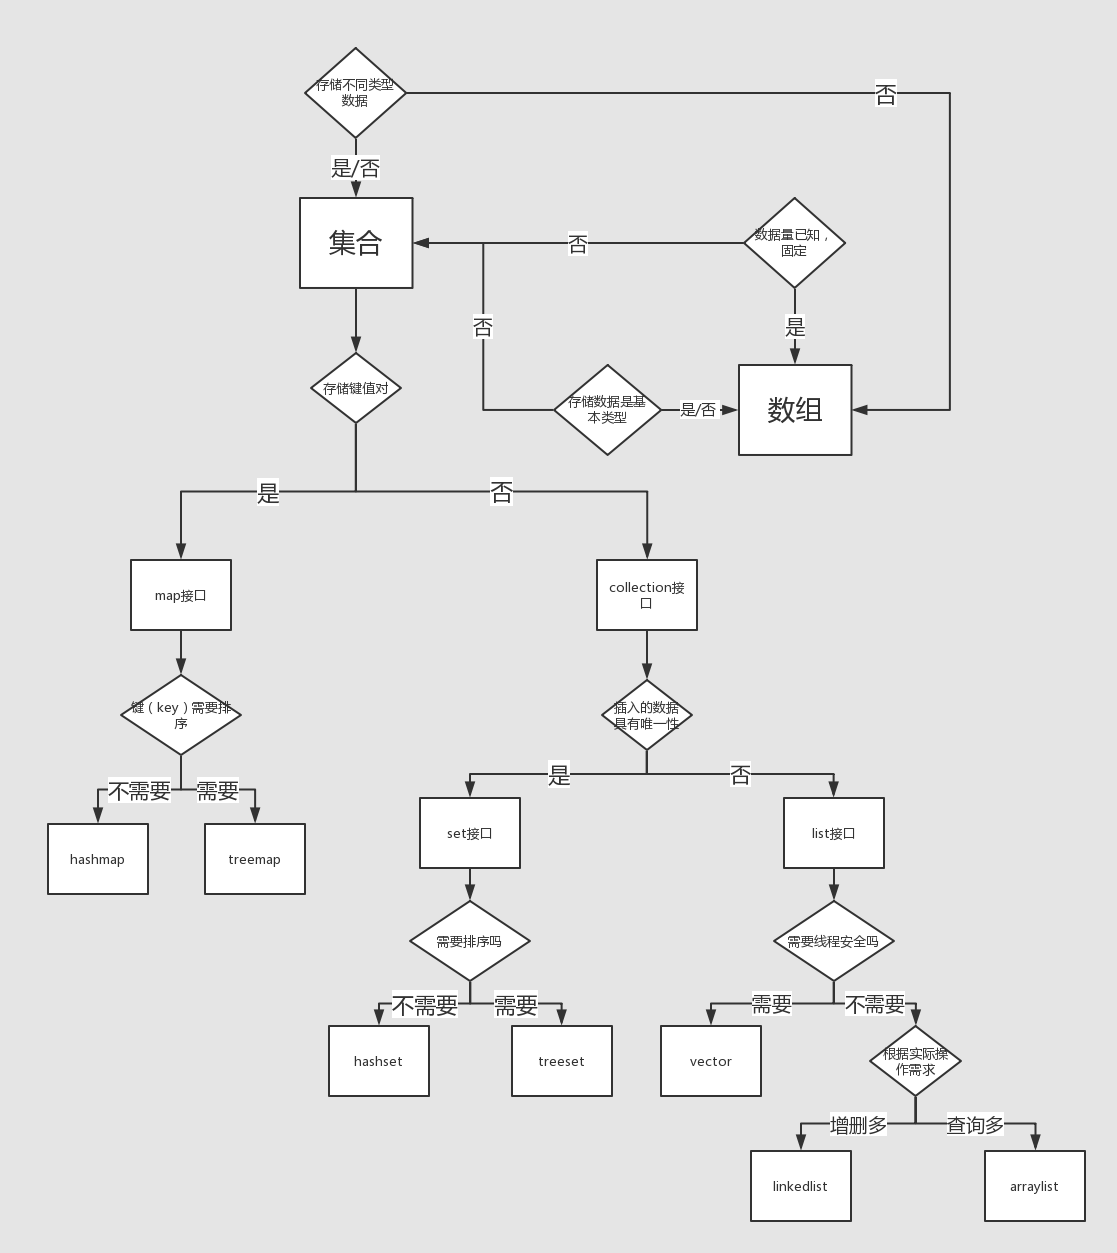 存储不同类型
数据
否
是/否
集合
数据量已知，
固定
否
否
是
存储键值对
存储数据是基
本类型
是/否
数组
是
否
map接口
collection接
口
键（key）需要排
序
插入的数据
具有唯一性
不需要
需要
是
否
hashmap
treemap
set接口
list接口
需要排序吗
需要线程安全吗
不需要
需要
需要
不需要
hashset
treeset
vector
根据实际操
作需求
增删多
查询多
linkedlist
arraylist